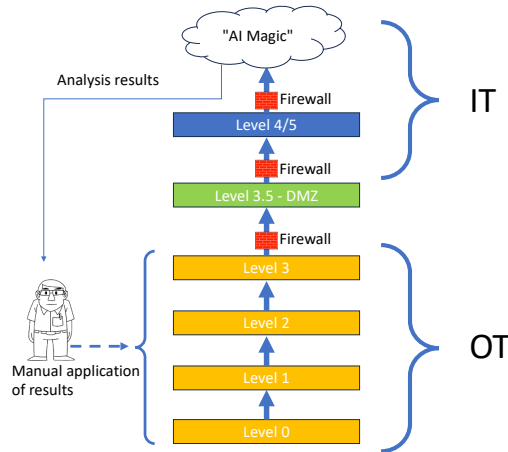 "AI Magic"
Analysis results
Firewall
IT
Level 4/5
Firewall
Level 3.5 - DMZ
Firewall
Level 3
Level 2
OT
Manual application
of results
Level 1
Level 0